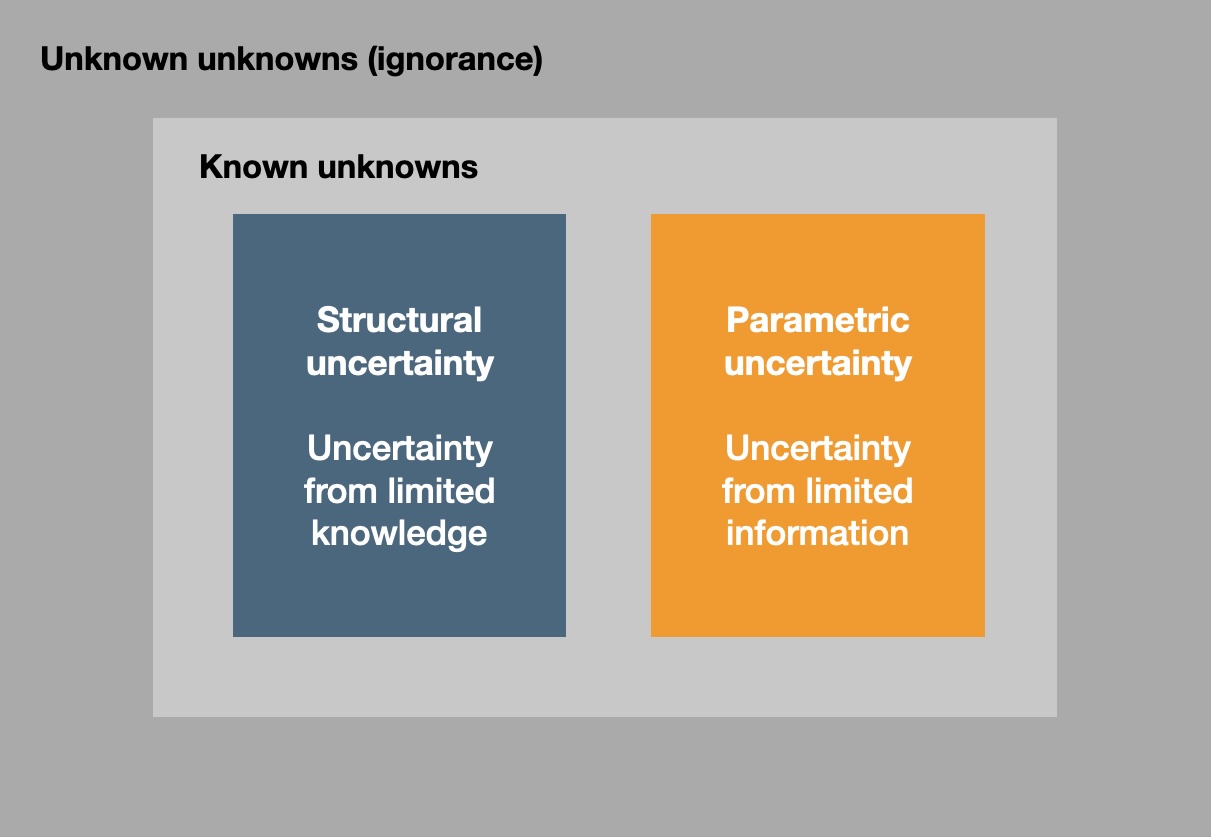 Unknown unknowns (ignorance)
Known unknowns
Structural
uncertainty
Uncertainty
from limited
knowledge
Parametric
uncertainty
Uncertainty
from limited
information